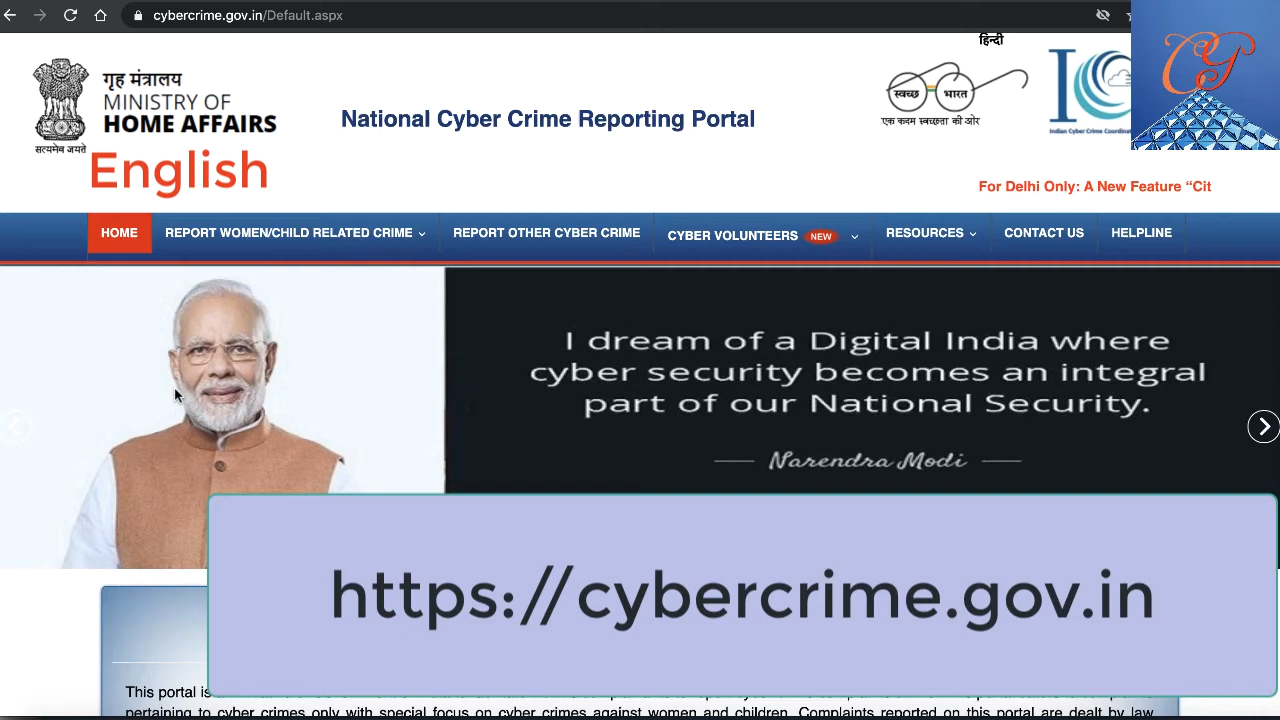 cybercrime.gov.in/Default.aspx
हिन्दी
गृह मंत्रालय
MINISTRY OF
HOME AFFAIRS
सत्यमेव जयते
National Cyber Crime Reporting Portal
स्वच्छ भारत
एक कदम स्वच्छता की ओर
Indian Cyber Crime
CG
English
For Delhi Only: A New Feature “Cit
HOME REPORT WOMEN/CHILD RELATED CRIME REPORT OTHER CYBER CRIME CYBER VOLUNTEERS NEW RESOURCES CONTACT US HELPLINE
I dream of a Digital India where
cyber security becomes an integral
part of our National Security.
Narendra Modi
https://cybercrime.gov.in
This portal is
pertaining to cyber crimes only with special focus on cyber crimes against women and children. Complaints reported on this portal are dealt by law